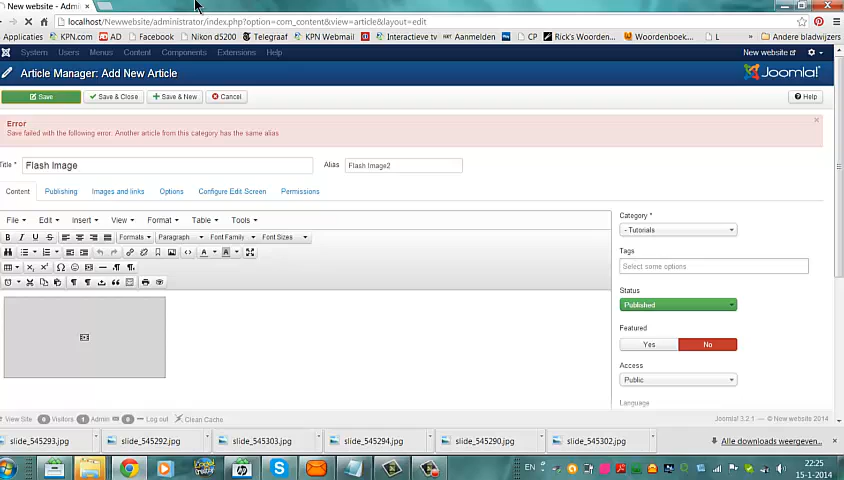 New website - Admi ×
localhost/Newwebsite/administrator/index.php?option=com_content&view=article&layout=edit
Applicaties KPN.com AD Facebook Nikon d5200 Telegraaf KPN Webmail Interactieve tv Aanmelden CP Rick's Woorden... Woordenboek... L » Andere bladwijzers
System Users Menus Content Components Extensions Help New website
Article Manager: Add New Article Joomla!
Save Save & Close Save & New Cancel Help
Error ×
Save failed with the following error: Another article from this category has the same alias
Title * Flash Image Alias Flash Image2
Content Publishing Images and links Options Configure Edit Screen Permissions
Category *
File Edit Insert View Format Table Tools
- Tutorials
B I U S Formats Paragraph Font Family Font Sizes
Tags
Select some options
Status
Published
Featured
Yes No
Access
Public
Language
View Site 0 Visitors 1 Admin Log out Clean Cache Joomla! 3.2.1 — © New website 2014
slide_545293.jpg slide_545292.jpg slide_545303.jpg slide_545294.jpg slide_545290.jpg slide_545302.jpg Alle downloads weergeven...
EN 22:25
15-1-2014